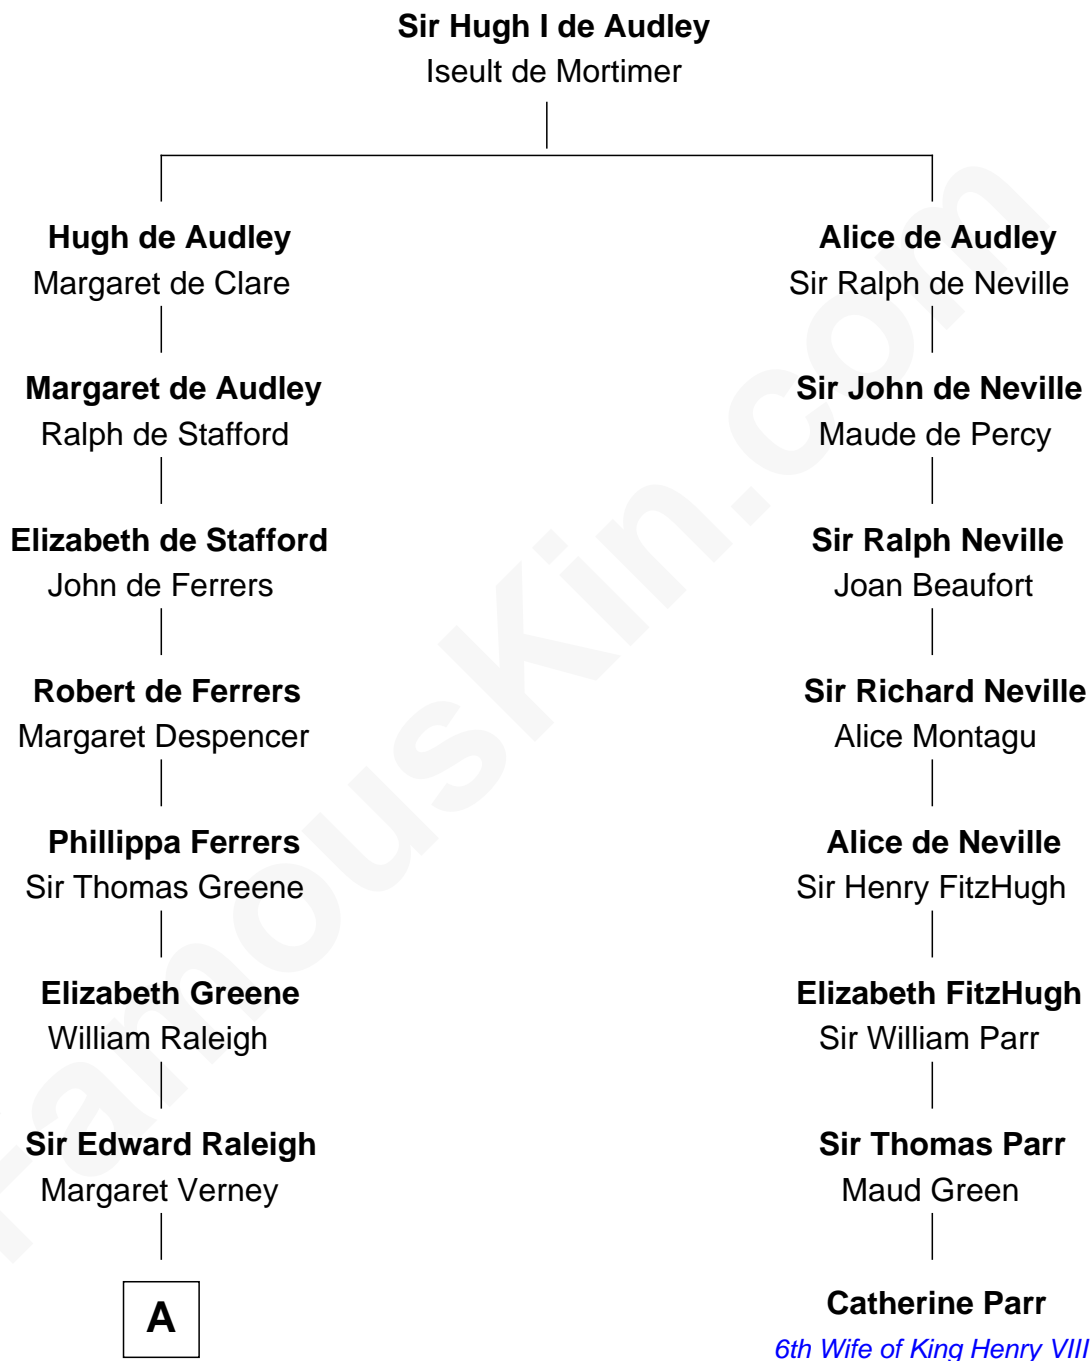 Sir Hugh I de Audley
Iseult de Mortimer
Hugh de Audley
Margaret de Clare
Margaret de Audley
Ralph de Stafford
Elizabeth de Stafford
John de Ferrers
Robert de Ferrers
Margaret Despencer
Phillippa Ferrers
Sir Thomas Greene
Elizabeth Greene
William Raleigh
Sir Edward Raleigh
Margaret Verney
A
Alice de Audley
Sir Ralph de Neville
Sir John de Neville
Maude de Percy
Sir Ralph Neville
Joan Beaufort
Sir Richard Neville
Alice Montagu
Alice de Neville
Sir Henry FitzHugh
Elizabeth FitzHugh
Sir William Parr
Sir Thomas Parr
Maud Green
Catherine Parr
6th Wife of King Henry VIII
FamousKin.com